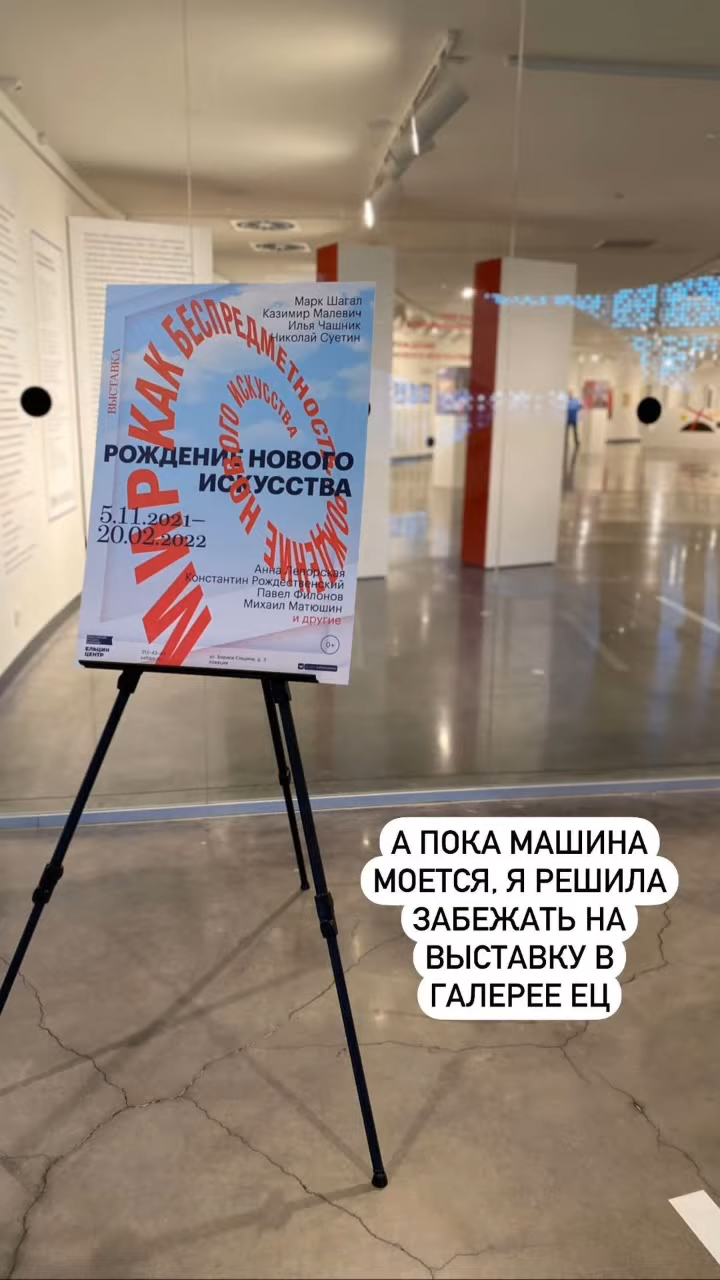 Марк Шагал
Казимир Малевич
Илья Чашник
Николай Суетин
ВЫСТАВКА
МИР КАК БЕСПРЕДМЕТНОСТЬ. РОЖДЕНИЕ НОВОГО ИСКУССТВА
РОЖДЕНИЕ НОВОГО
ИСКУССТВА
5.11.2021—
20.02.2022
Анна Лепорская
Константин Рождественский
Павел Филонов
Михаил Матюшин
и другие
0+
ЕЛЬЦИН
ЦЕНТР
А ПОКА МАШИНА
МОЕТСЯ, Я РЕШИЛА
ЗАБЕЖАТЬ НА
ВЫСТАВКУ В
ГАЛЕРЕЕ ЕЦ